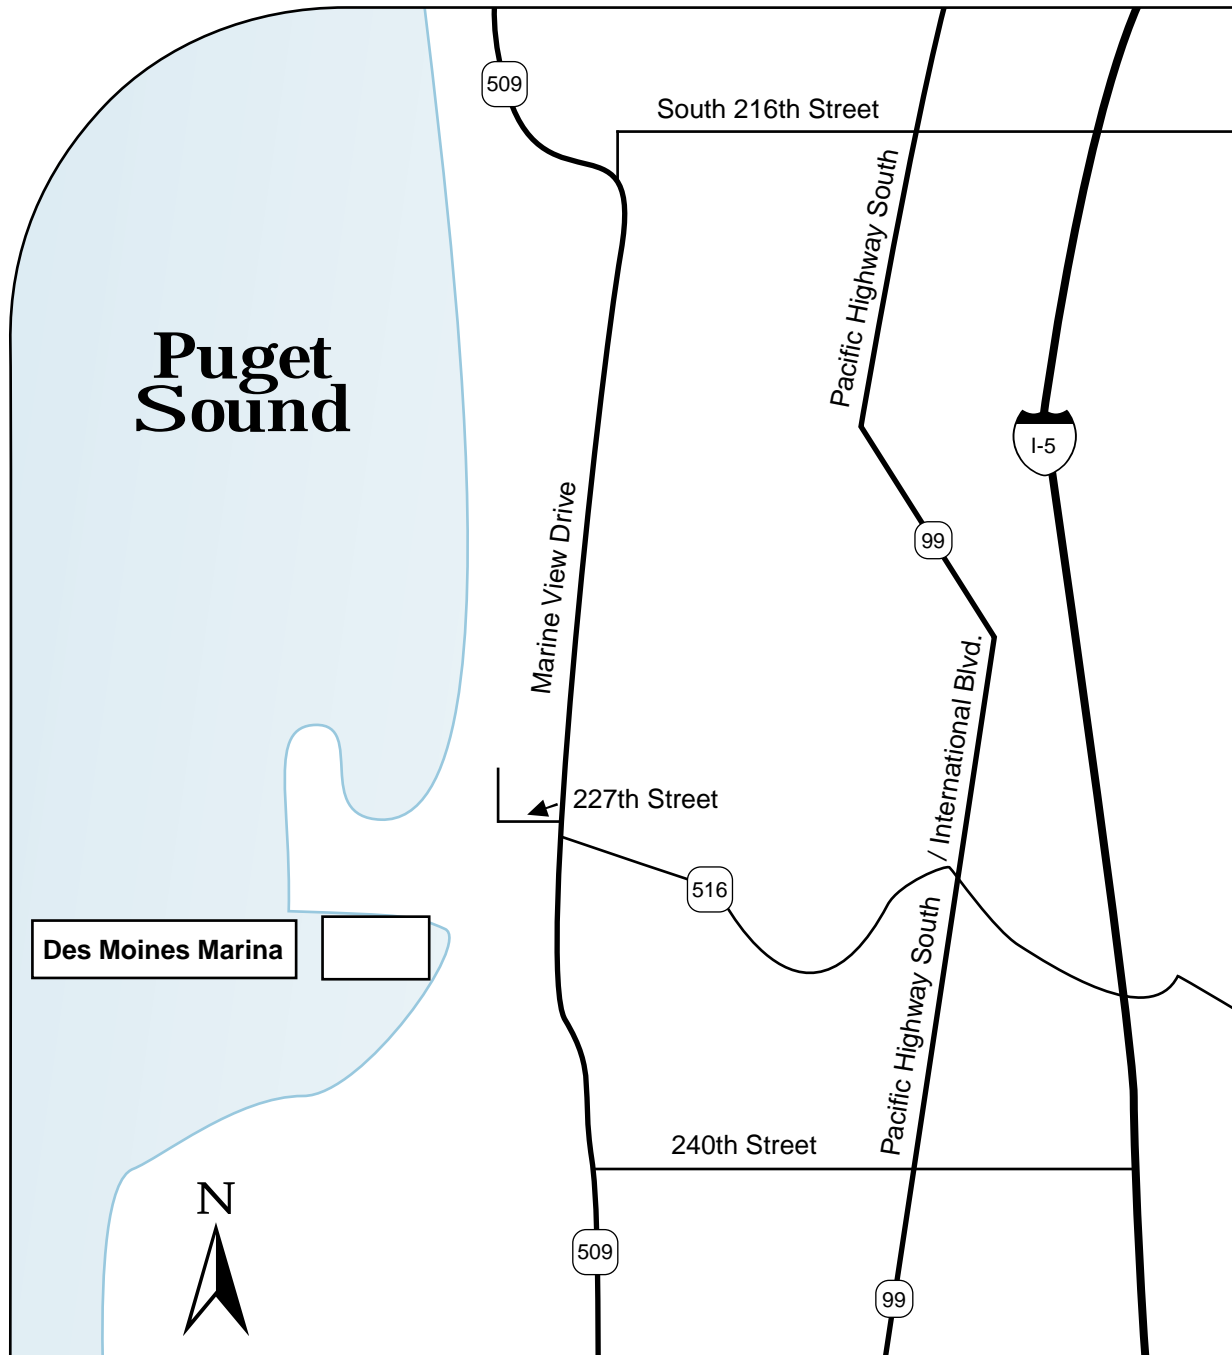 509
South 216th Street
Pacific Highway South
Puget
Sound
I-5
Marine View Drive
99
/ International Blvd.
227th Street
516
Pacific Highway South
Des Moines Marina
240th Street
N
509
99